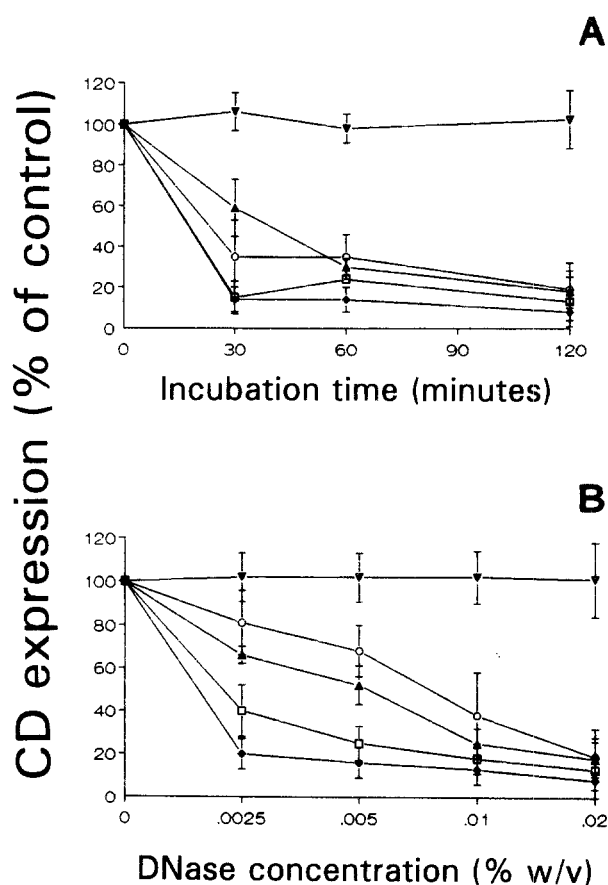 A
CD expression (% of control)
120
100
80
60
40
20
0
0 30 60 90 120
Incubation time (minutes)
B
120
100
80
60
40
20
0
0 .0025 .005 .01 .02
DNase concentration (% w/v)